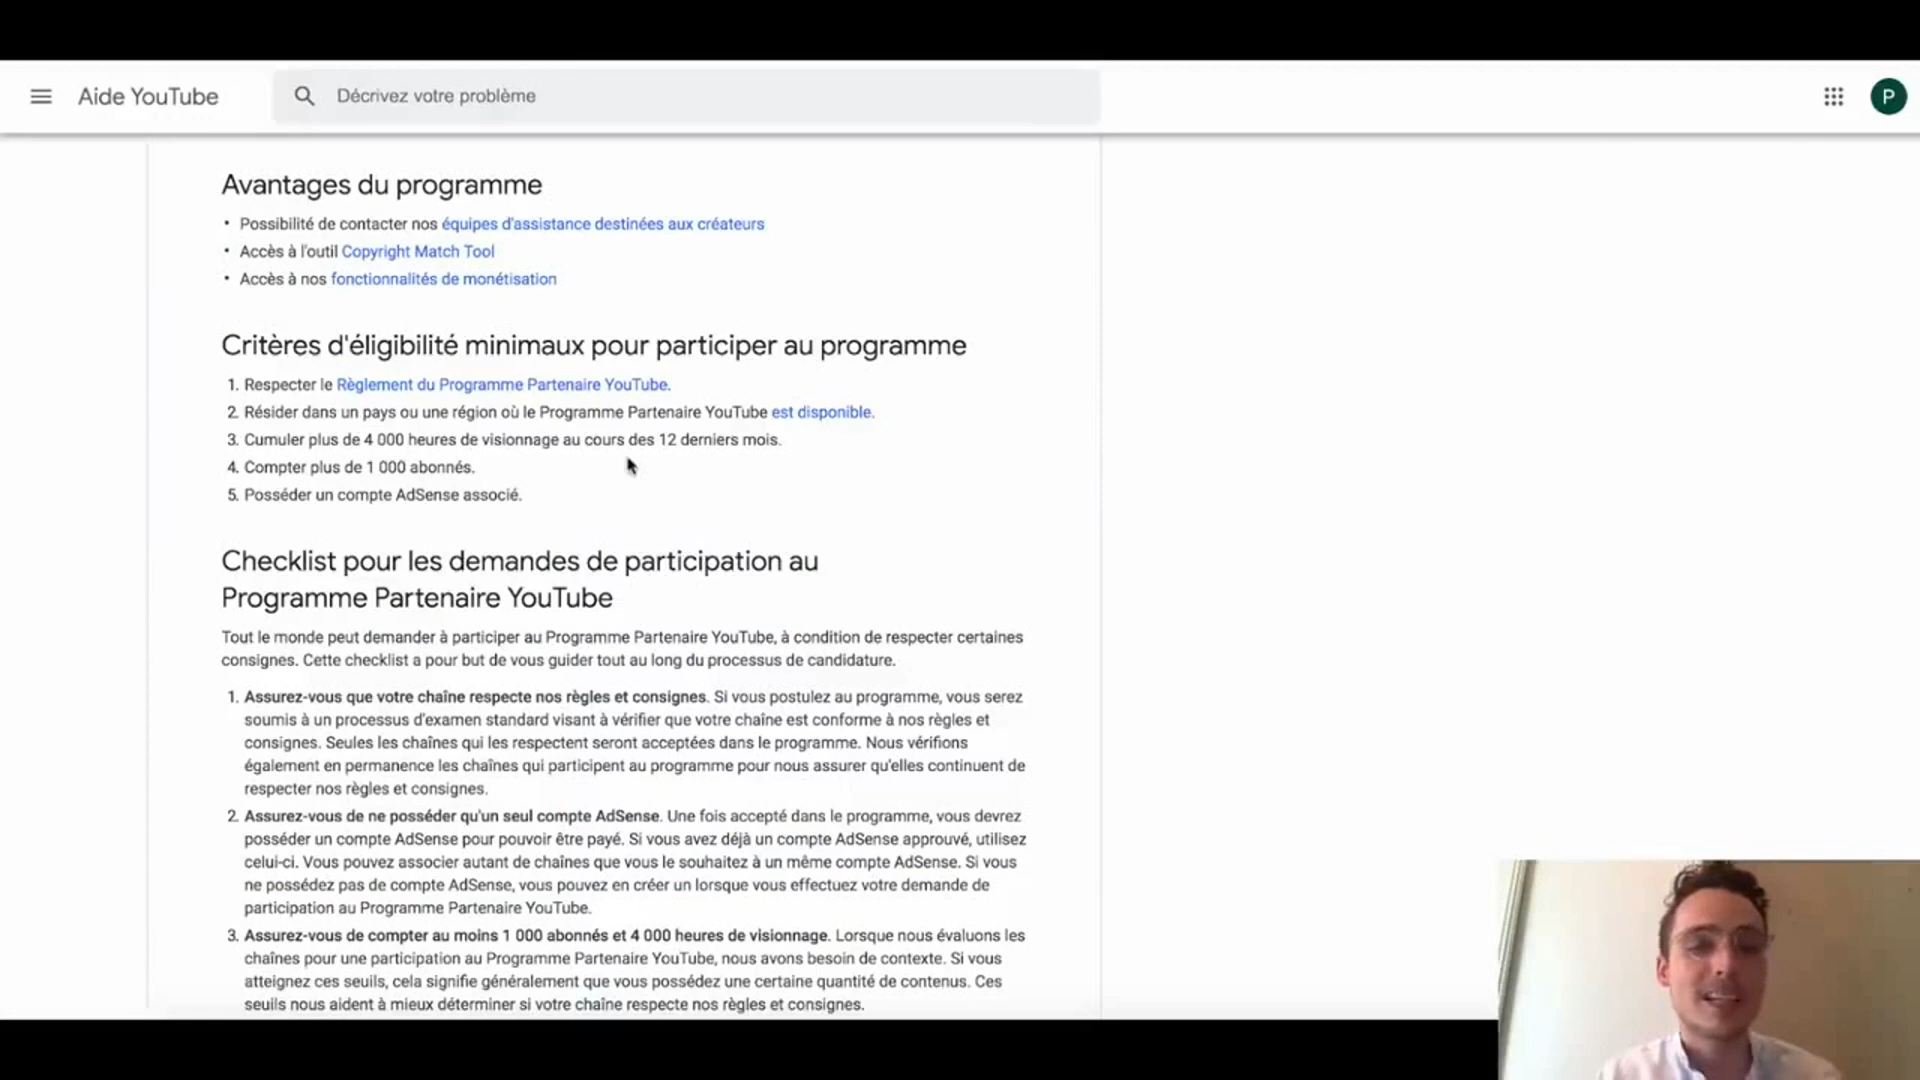 Aide YouTube
Décrivez votre problème
P
Avantages du programme
• Possibilité de contacter nos équipes d'assistance destinées aux créateurs
• Accès à l'outil Copyright Match Tool
• Accès à nos fonctionnalités de monétisation
Critères d'éligibilité minimaux pour participer au programme
1. Respecter le Règlement du Programme Partenaire YouTube.
2. Résider dans un pays ou une région où le Programme Partenaire YouTube est disponible.
3. Cumuler plus de 4 000 heures de visionnage au cours des 12 derniers mois.
4. Compter plus de 1 000 abonnés.
5. Posséder un compte AdSense associé.
Checklist pour les demandes de participation au
Programme Partenaire YouTube
Tout le monde peut demander à participer au Programme Partenaire YouTube, à condition de respecter certaines
consignes. Cette checklist a pour but de vous guider tout au long du processus de candidature.
1. Assurez-vous que votre chaîne respecte nos règles et consignes. Si vous postulez au programme, vous serez
soumis à un processus d'examen standard visant à vérifier que votre chaîne est conforme à nos règles et
consignes. Seules les chaînes qui les respectent seront acceptées dans le programme. Nous vérifions
également en permanence les chaînes qui participent au programme pour nous assurer qu'elles continuent de
respecter nos règles et consignes.
2. Assurez-vous de ne posséder qu'un seul compte AdSense. Une fois accepté dans le programme, vous devrez
posséder un compte AdSense pour pouvoir être payé. Si vous avez déjà un compte AdSense approuvé, utilisez
celui-ci. Vous pouvez associer autant de chaînes que vous le souhaitez à un même compte AdSense. Si vous
ne possédez pas de compte AdSense, vous pouvez en créer un lorsque vous effectuez votre demande de
participation au Programme Partenaire YouTube.
3. Assurez-vous de compter au moins 1 000 abonnés et 4 000 heures de visionnage. Lorsque nous évaluons les
chaînes pour une participation au Programme Partenaire YouTube, nous avons besoin de contexte. Si vous
atteignez ces seuils, cela signifie généralement que vous possédez une certaine quantité de contenus. Ces
seuils nous aident à mieux déterminer si votre chaîne respecte nos règles et consignes.